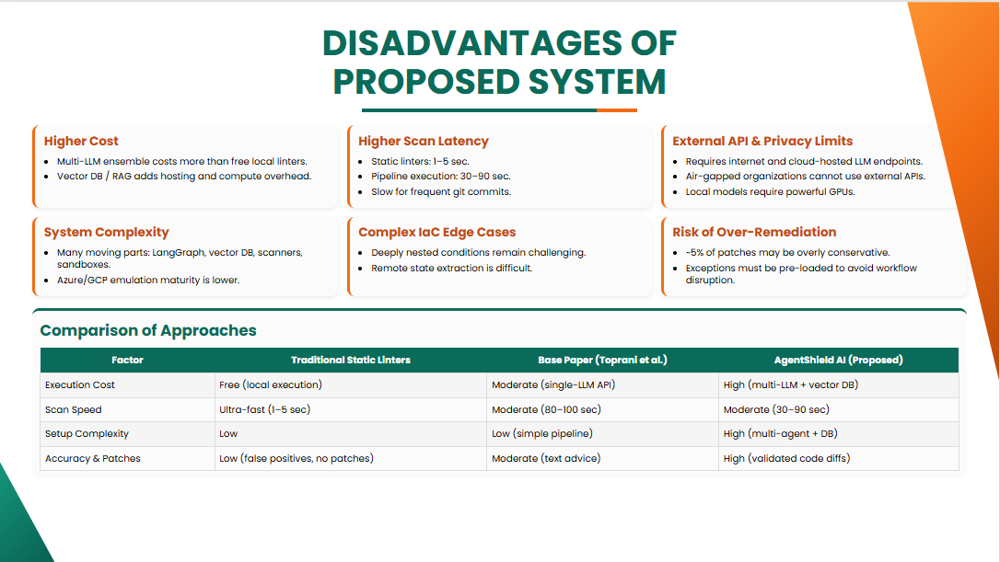 DISADVANTAGES OF
PROPOSED SYSTEM
Higher Cost
• Multi-LLM ensemble costs more than free local linters.
• Vector DB / RAG adds hosting and compute overhead.
Higher Scan Latency
• Static linters: 1–5 sec.
• Pipeline execution: 30–90 sec.
• Slow for frequent git commits.
External API & Privacy Limits
• Requires internet and cloud-hosted LLM endpoints.
• Air-gapped organizations cannot use external APIs.
• Local models require powerful GPUs.
System Complexity
• Many moving parts: LangGraph, vector DB, scanners,
sandboxes.
• Azure/GCP emulation maturity is lower.
Complex IaC Edge Cases
• Deeply nested conditions remain challenging.
• Remote state extraction is difficult.
Risk of Over-Remediation
• ~5% of patches may be overly conservative.
• Exceptions must be pre-loaded to avoid workflow
disruption.
Comparison of Approaches
Factor Traditional Static Linters Base Paper (Toprani et al.) AgentShield AI (Proposed)
Execution Cost Free (local execution) Moderate (single-LLM API) High (multi-LLM + vector DB)
Scan Speed Ultra-fast (1–5 sec) Moderate (80–100 sec) Moderate (30–90 sec)
Setup Complexity Low Low (simple pipeline) High (multi-agent + DB)
Accuracy & Patches Low (false positives, no patches) Moderate (text advice) High (validated code diffs)